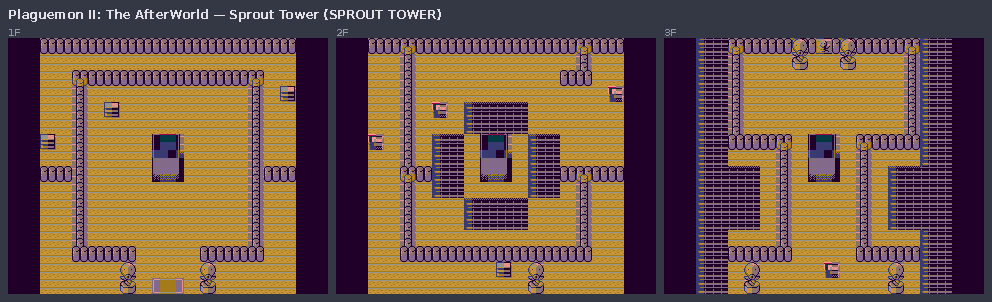 Plaguemon II: The AfterWorld — Sprout Tower (SPROUT TOWER)
1F
2F
3F